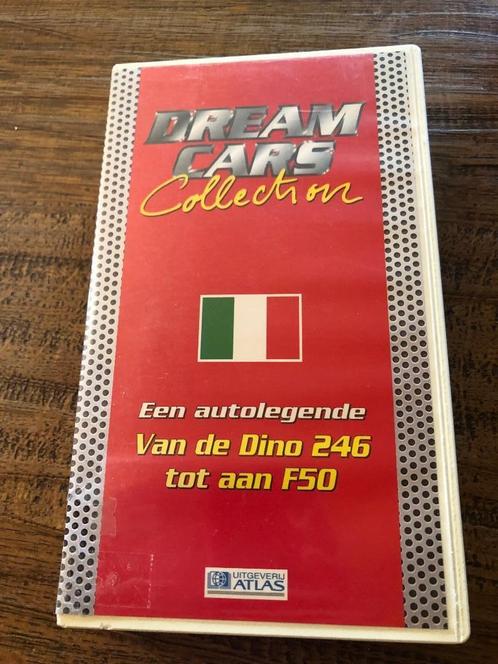 DREAM
CARS
Collection
Een autolegende
Van de Dino 246
tot aan F50
UITGEVERIJ
ATLAS